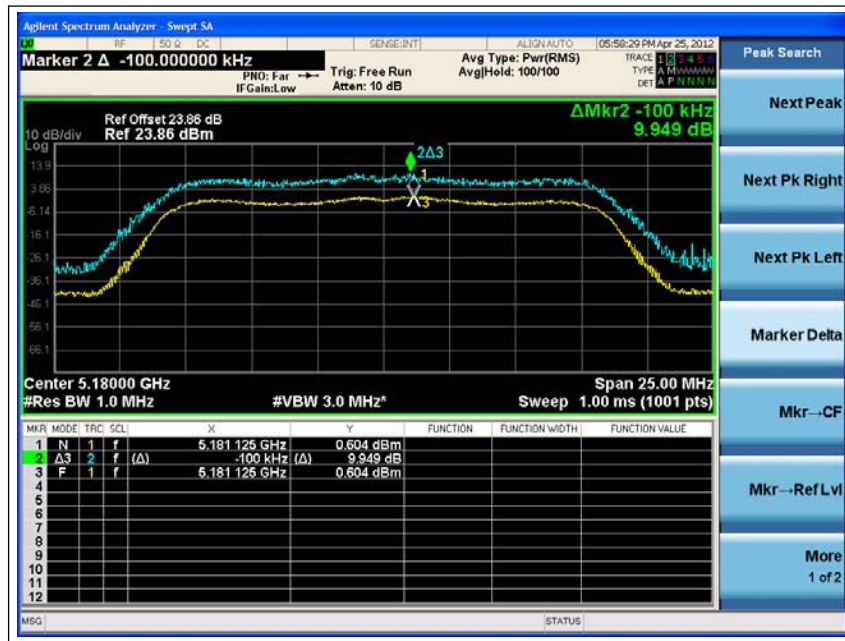 Agilent Spectrum Analyzer - Swept SA
RF 50 Ω DC SENSE:INT ALIGN AUTO 05:58:29 PM Apr 25, 2012
Marker 2 Δ -100.000000 kHz
PNO: Far
IFGain:Low
Trig: Free Run
Atten: 10 dB
Avg Type: Pwr(RMS)
Avg|Hold: 100/100
TRACE 1 2 3 4 5 6
TYPE A M W W W W
DET A P N N N N
Ref Offset 23.86 dB
10 dB/div Ref 23.86 dBm
Log
ΔMkr2 -100 kHz
9.949 dB
13.9
3.86
-6.14
-16.1
-26.1
-36.1
-46.1
-56.1
-66.1
2Δ3
1
3
Center 5.18000 GHz Span 25.00 MHz
#Res BW 1.0 MHz #VBW 3.0 MHz* Sweep 1.00 ms (1001 pts)
MKR MODE TRC SCL X Y FUNCTION FUNCTION WIDTH FUNCTION VALUE
1 N 1 f 5.181 125 GHz 0.604 dBm
2 Δ3 2 f (Δ) -100 kHz (Δ) 9.949 dB
3 F 1 f 5.181 125 GHz 0.604 dBm
4
5
6
7
8
9
10
11
12
MSG STATUS
Peak Search
Next Peak
Next Pk Right
Next Pk Left
Marker Delta
Mkr→CF
Mkr→Ref Lvl
More
1 of 2